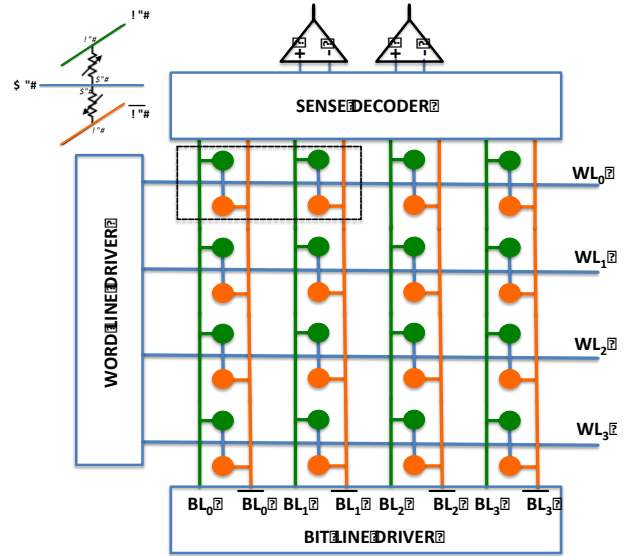 ! "#
! "#
$ "#
$ "#
$ "#
! "#
! "#
+ -
+ -
SENSE DECODER
WORD LINE DRIVER
WL0
WL1
WL2
WL3
BL0 BL0 BL1 BL1 BL2 BL2 BL3 BL3
BIT LINE DRIVER